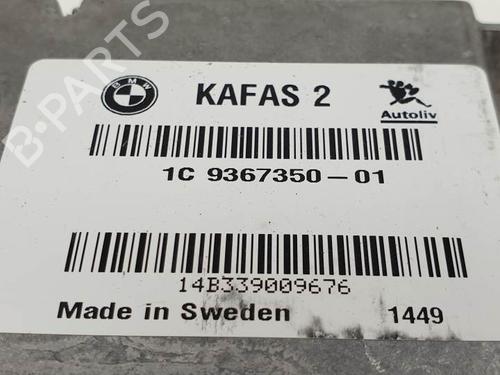 BMW
KAFAS 2
Autoliv
1C 9367350-01
14B339009676
Made in Sweden
1449
B-PARTS